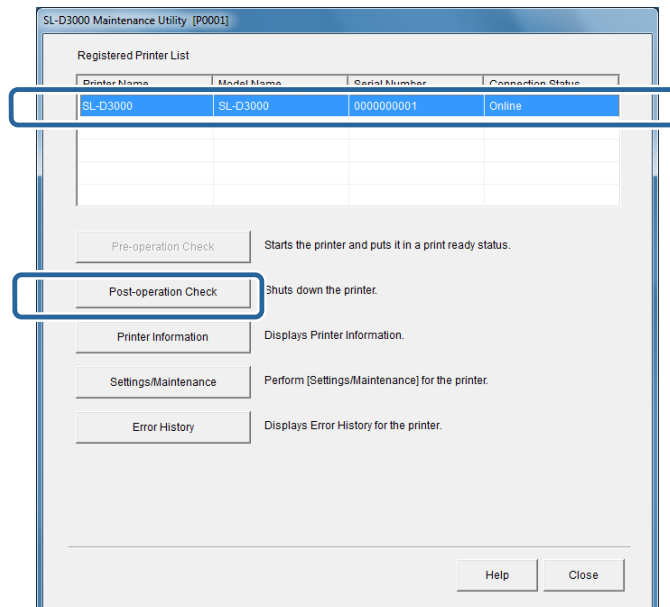 SL-D3000 Maintenance Utility [P0001]
Registered Printer List
Printer Name Model Name Serial Number Connection Status
SL-D3000 SL-D3000 0000000001 Online
Pre-operation Check Starts the printer and puts it in a print ready status.
Post-operation Check Shuts down the printer.
Printer Information Displays Printer Information.
Settings/Maintenance Perform [Settings/Maintenance] for the printer.
Error History Displays Error History for the printer.
Help Close